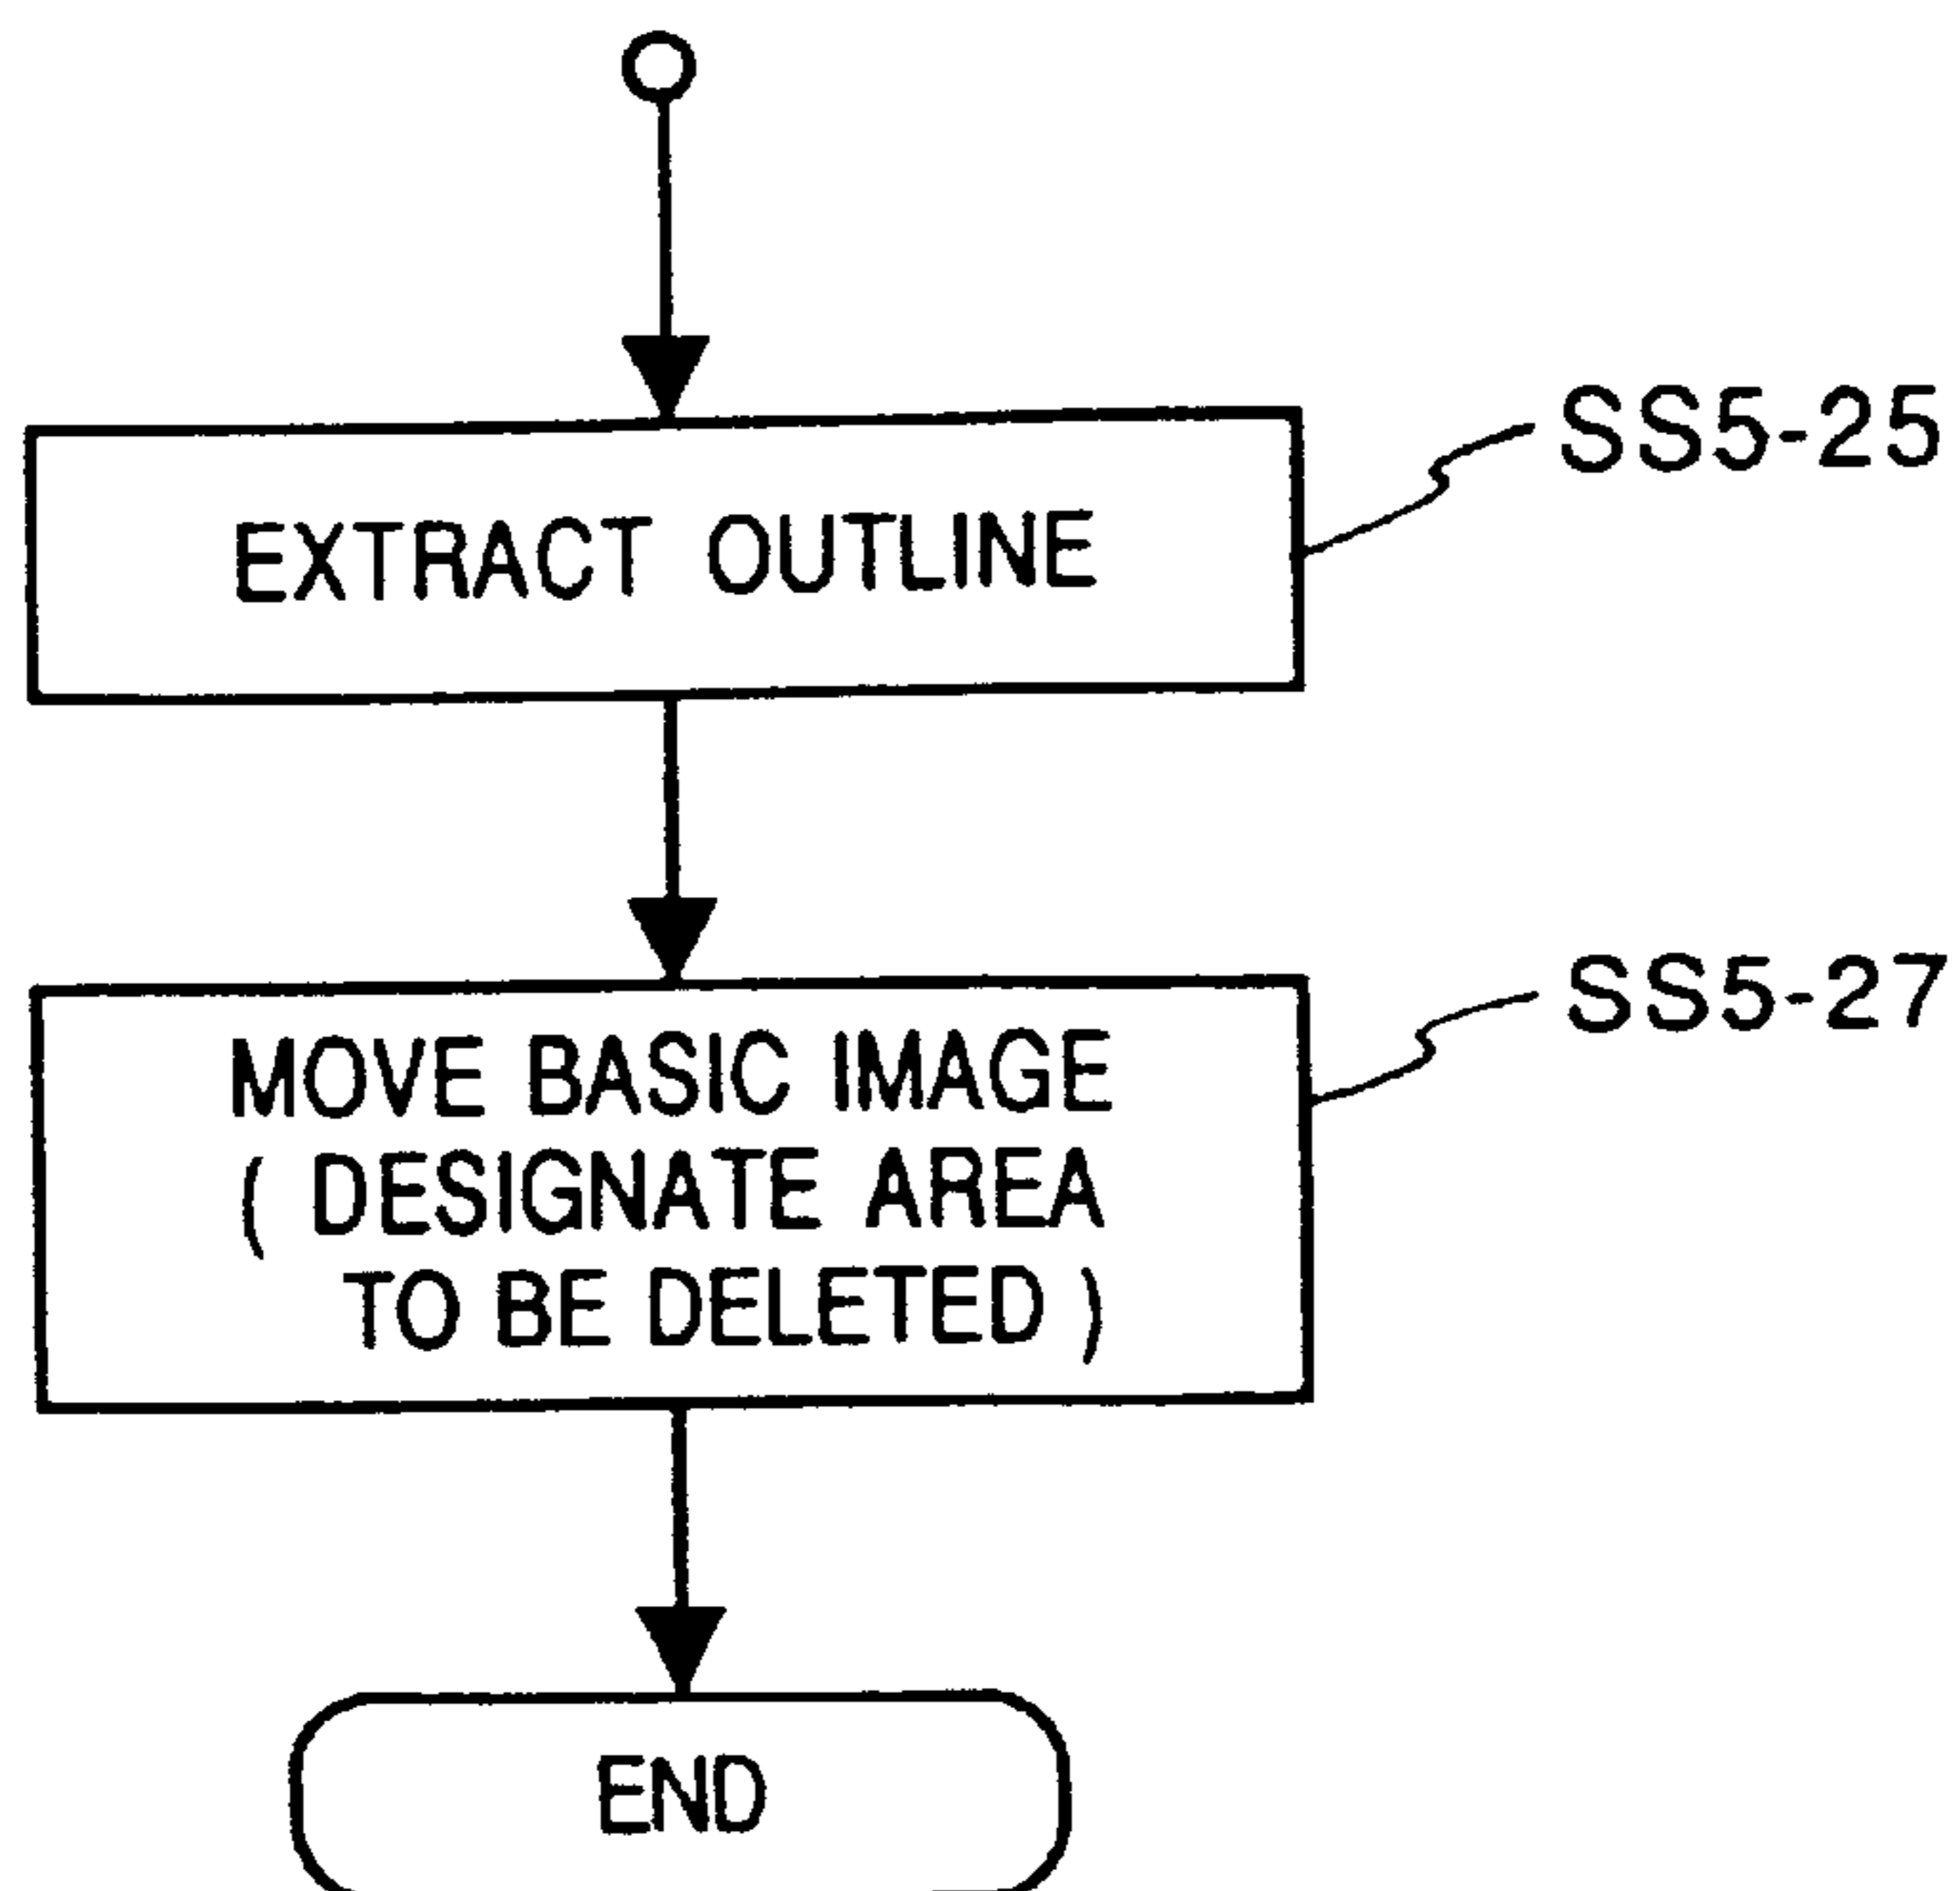 SS5-25
EXTRACT OUTLINE
SS5-27
MOVE BASIC IMAGE
( DESIGNATE AREA
TO BE DELETED )
END